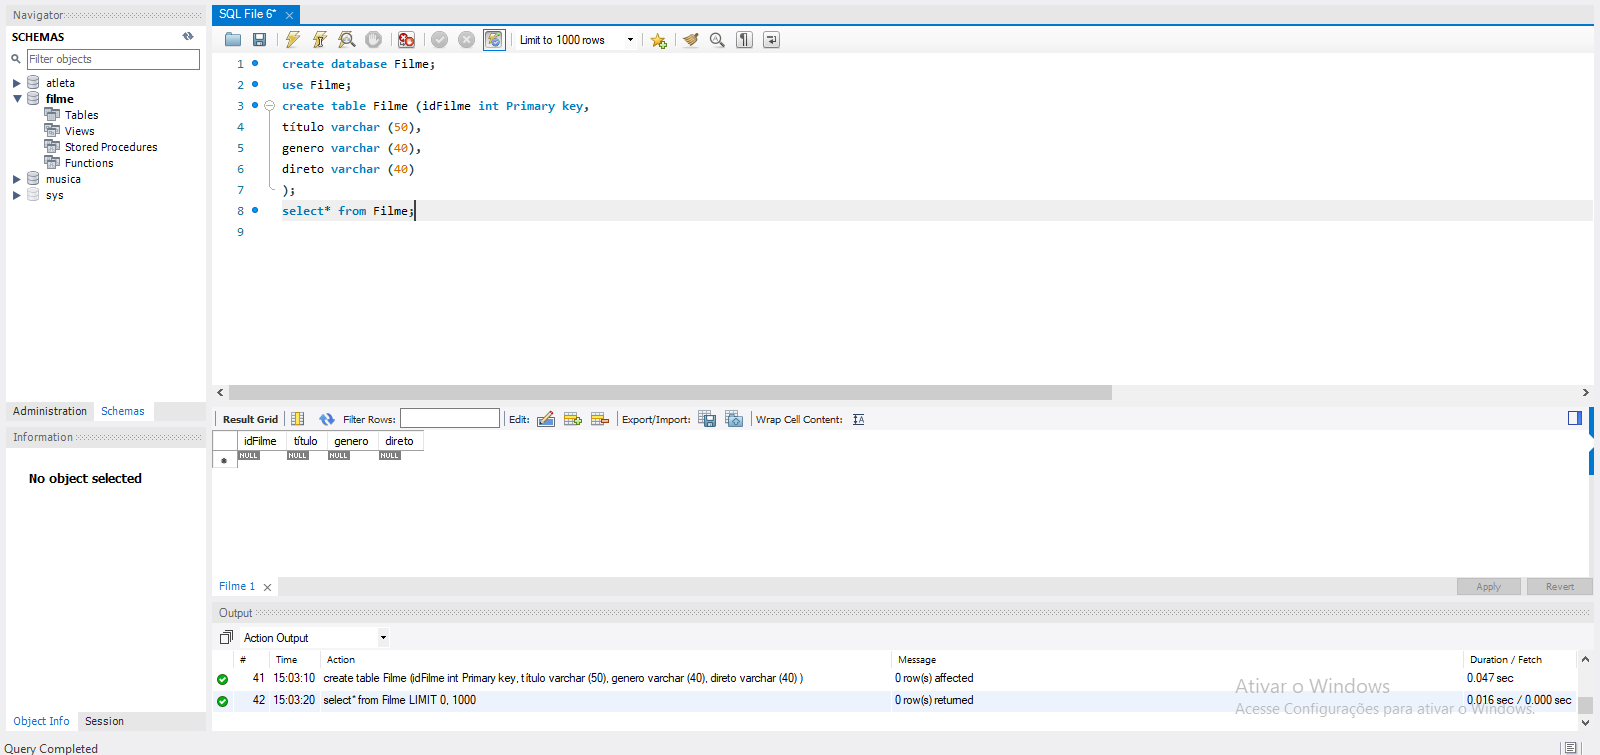 Navigator
SCHEMAS
Filter objects
atleta
filme
Tables
Views
Stored Procedures
Functions
musica
sys
Administration Schemas
Information
No object selected
Object Info Session
Query Completed
SQL File 6*
Limit to 1000 rows
1 create database Filme;
2 use Filme;
3 create table Filme (idFilme int Primary key,
4 título varchar (50),
5 genero varchar (40),
6 direto varchar (40)
7 );
8 select* from Filme;
9
Result Grid Filter Rows: Edit: Export/Import: Wrap Cell Content:
idFilme título genero direto
NULL NULL NULL NULL
Filme 1
Apply Revert
Output
Action Output
# Time Action Message Duration / Fetch
41 15:03:10 create table Filme (idFilme int Primary key, título varchar (50), genero varchar (40), direto varchar (40) ) 0 row(s) affected 0.047 sec
42 15:03:20 select* from Filme LIMIT 0, 1000 0 row(s) returned 0.016 sec / 0.000 sec
Ativar o Windows
Acesse Configurações para ativar o Windows.